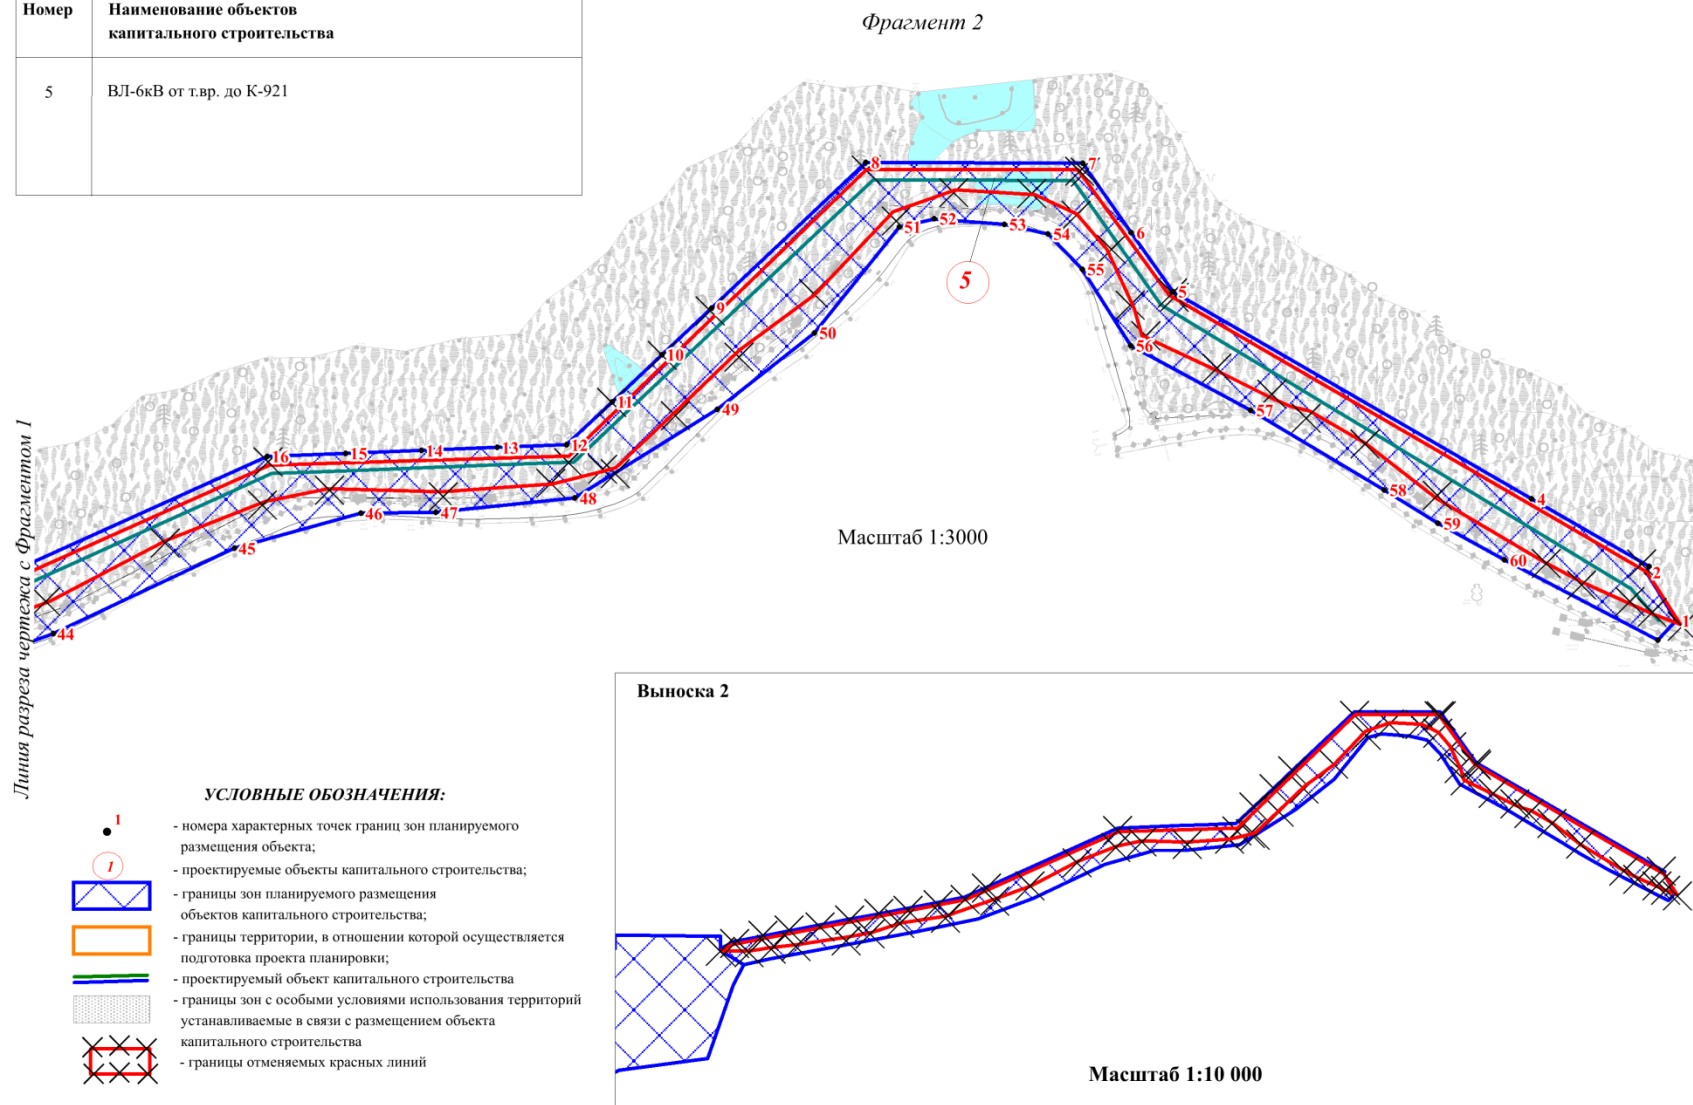 Номер
Наименование объектов
капитального строительства
5
ВЛ-6кВ от т.вр. до К-921
Фрагмент 2
8
7
6
5
52
51
53
54
55
5
9
50
56
10
11
49
57
12
13
14
15
16
48
47
46
45
44
58
59
60
4
2
1
Масштаб 1:3000
Линия разреза чертежа с Фрагментом 1
Выноска 2
Масштаб 1:10 000
УСЛОВНЫЕ ОБОЗНАЧЕНИЯ:
1
- номера характерных точек границ зон планируемого
размещения объекта;
1
- проектируемые объекты капитального строительства;
- границы зон планируемого размещения
объектов капитального строительства;
- границы территории, в отношении которой осуществляется
подготовка проекта планировки;
- проектируемый объект капитального строительства
- границы зон с особыми условиями использования территорий
устанавливаемые в связи с размещением объекта
капитального строительства
- границы отменяемых красных линий